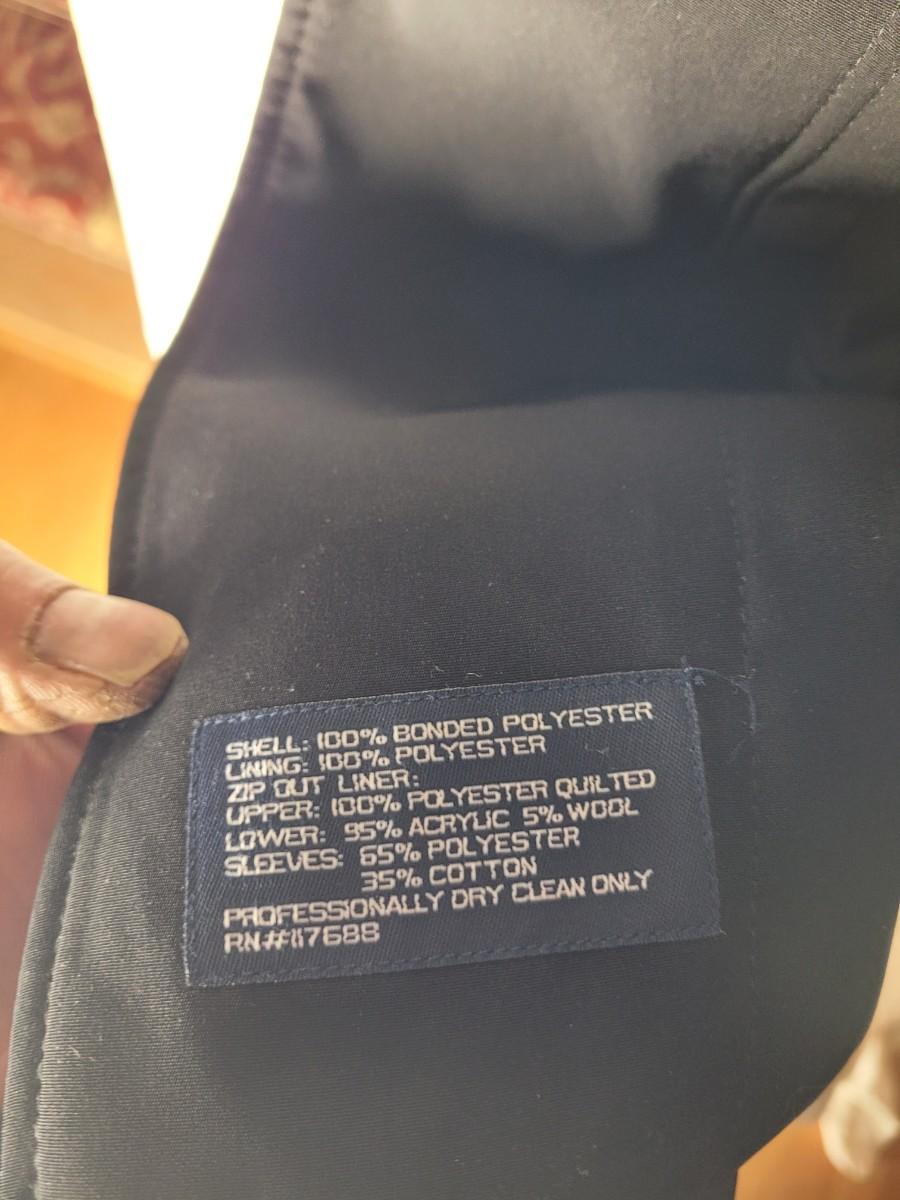 SHELL: 100% BONDED POLYESTER
LINING: 100% POLYESTER
ZIP OUT LINER:
UPPER: 100% POLYESTER QUILTED
LOWER: 95% ACRYLIC 5% WOOL
SLEEVES: 65% POLYESTER
35% COTTON
PROFESSIONALLY DRY CLEAN ONLY
RN#117688